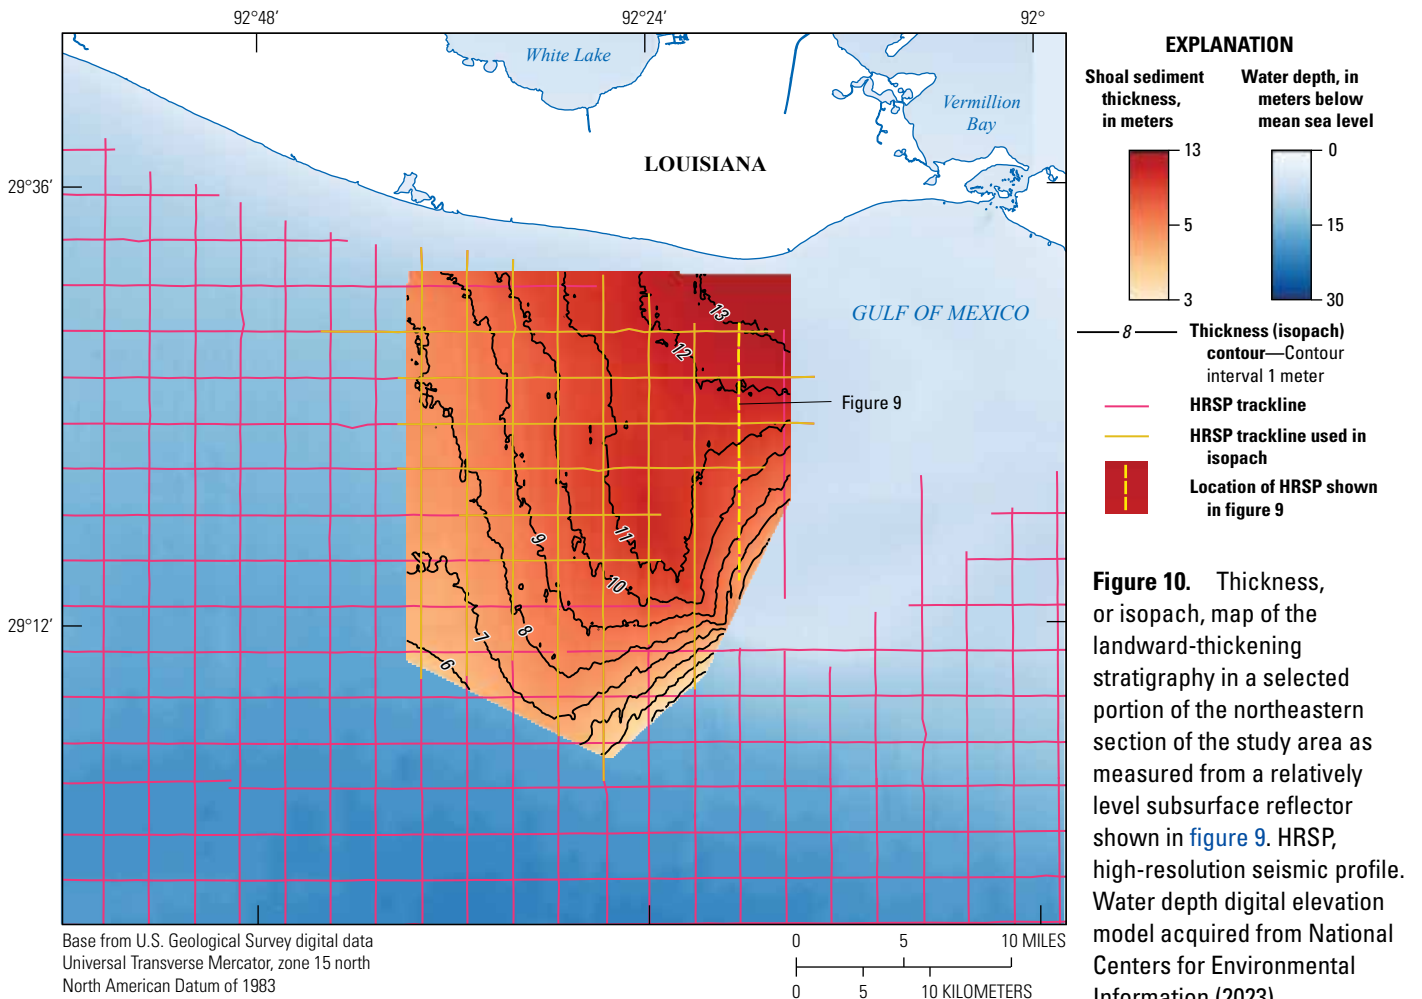 92°48′
92°24′
92°
29°36′
29°12′
White Lake
Vermillion
Bay
LOUISIANA
GULF OF MEXICO
13
12
Figure 9
11
10
9
8
7
6
Base from U.S. Geological Survey digital data
Universal Transverse Mercator, zone 15 north
North American Datum of 1983
0 5 10 MILES
0 5 10 KILOMETERS
EXPLANATION
Shoal sediment
thickness,
in meters
13
5
3
Water depth, in
meters below
mean sea level
0
15
30
8
Thickness (isopach)
contour—Contour
interval 1 meter
HRSP trackline
HRSP trackline used in
isopach
Location of HRSP shown
in figure 9
Figure 10. Thickness,
or isopach, map of the
landward-thickening
stratigraphy in a selected
portion of the northeastern
section of the study area as
measured from a relatively
level subsurface reflector
shown in figure 9. HRSP,
high-resolution seismic profile.
Water depth digital elevation
model acquired from National
Centers for Environmental
Information (2023)